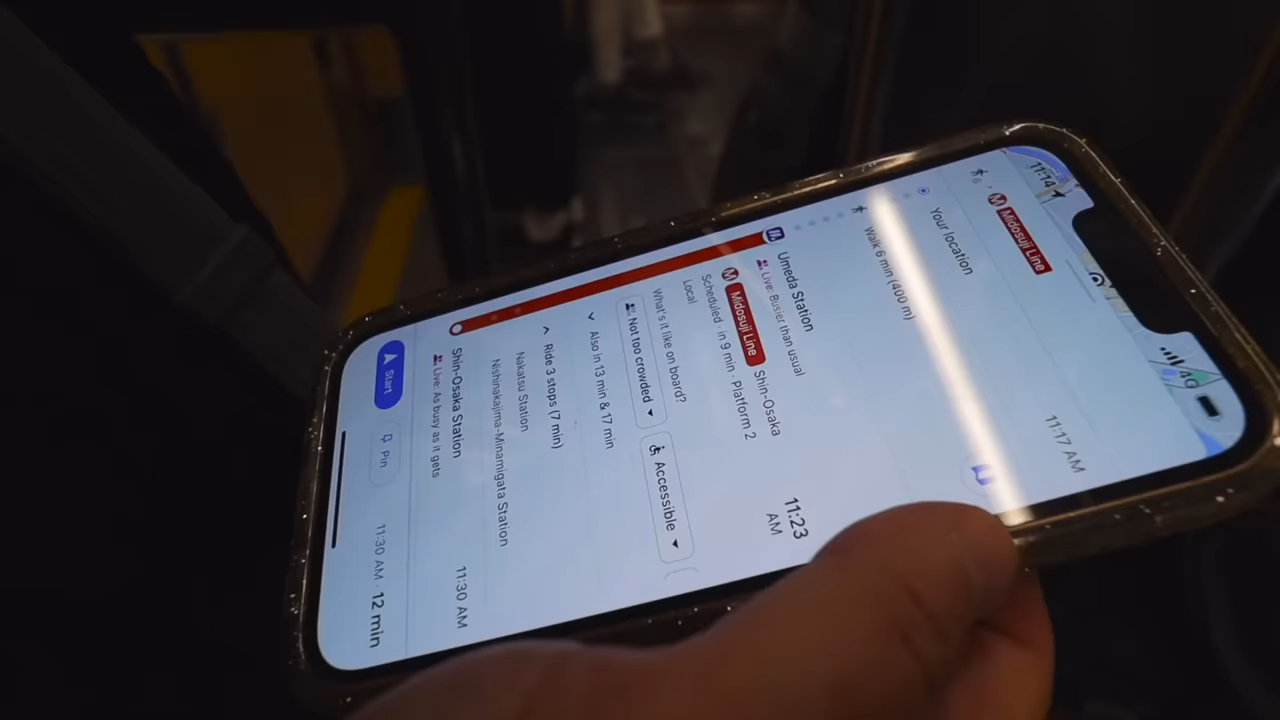 11:14
4G
6
Midosuji Line
Your location
11:17 AM
Walk 6 min (400 m)
Umeda Station
11:23 AM
Live: Busier than usual
Midosuji Line Shin-Osaka
Scheduled · in 9 min · Platform 2
Local
What's it like on board?
Not too crowded
Accessible
Also in 13 min & 17 min
Ride 3 stops (7 min)
Nakatsu Station
Nishinakajima-Minamigata Station
Shin-Osaka Station
11:30 AM
Live: As busy as it gets
Start
Pin
11:30 AM · 12 min